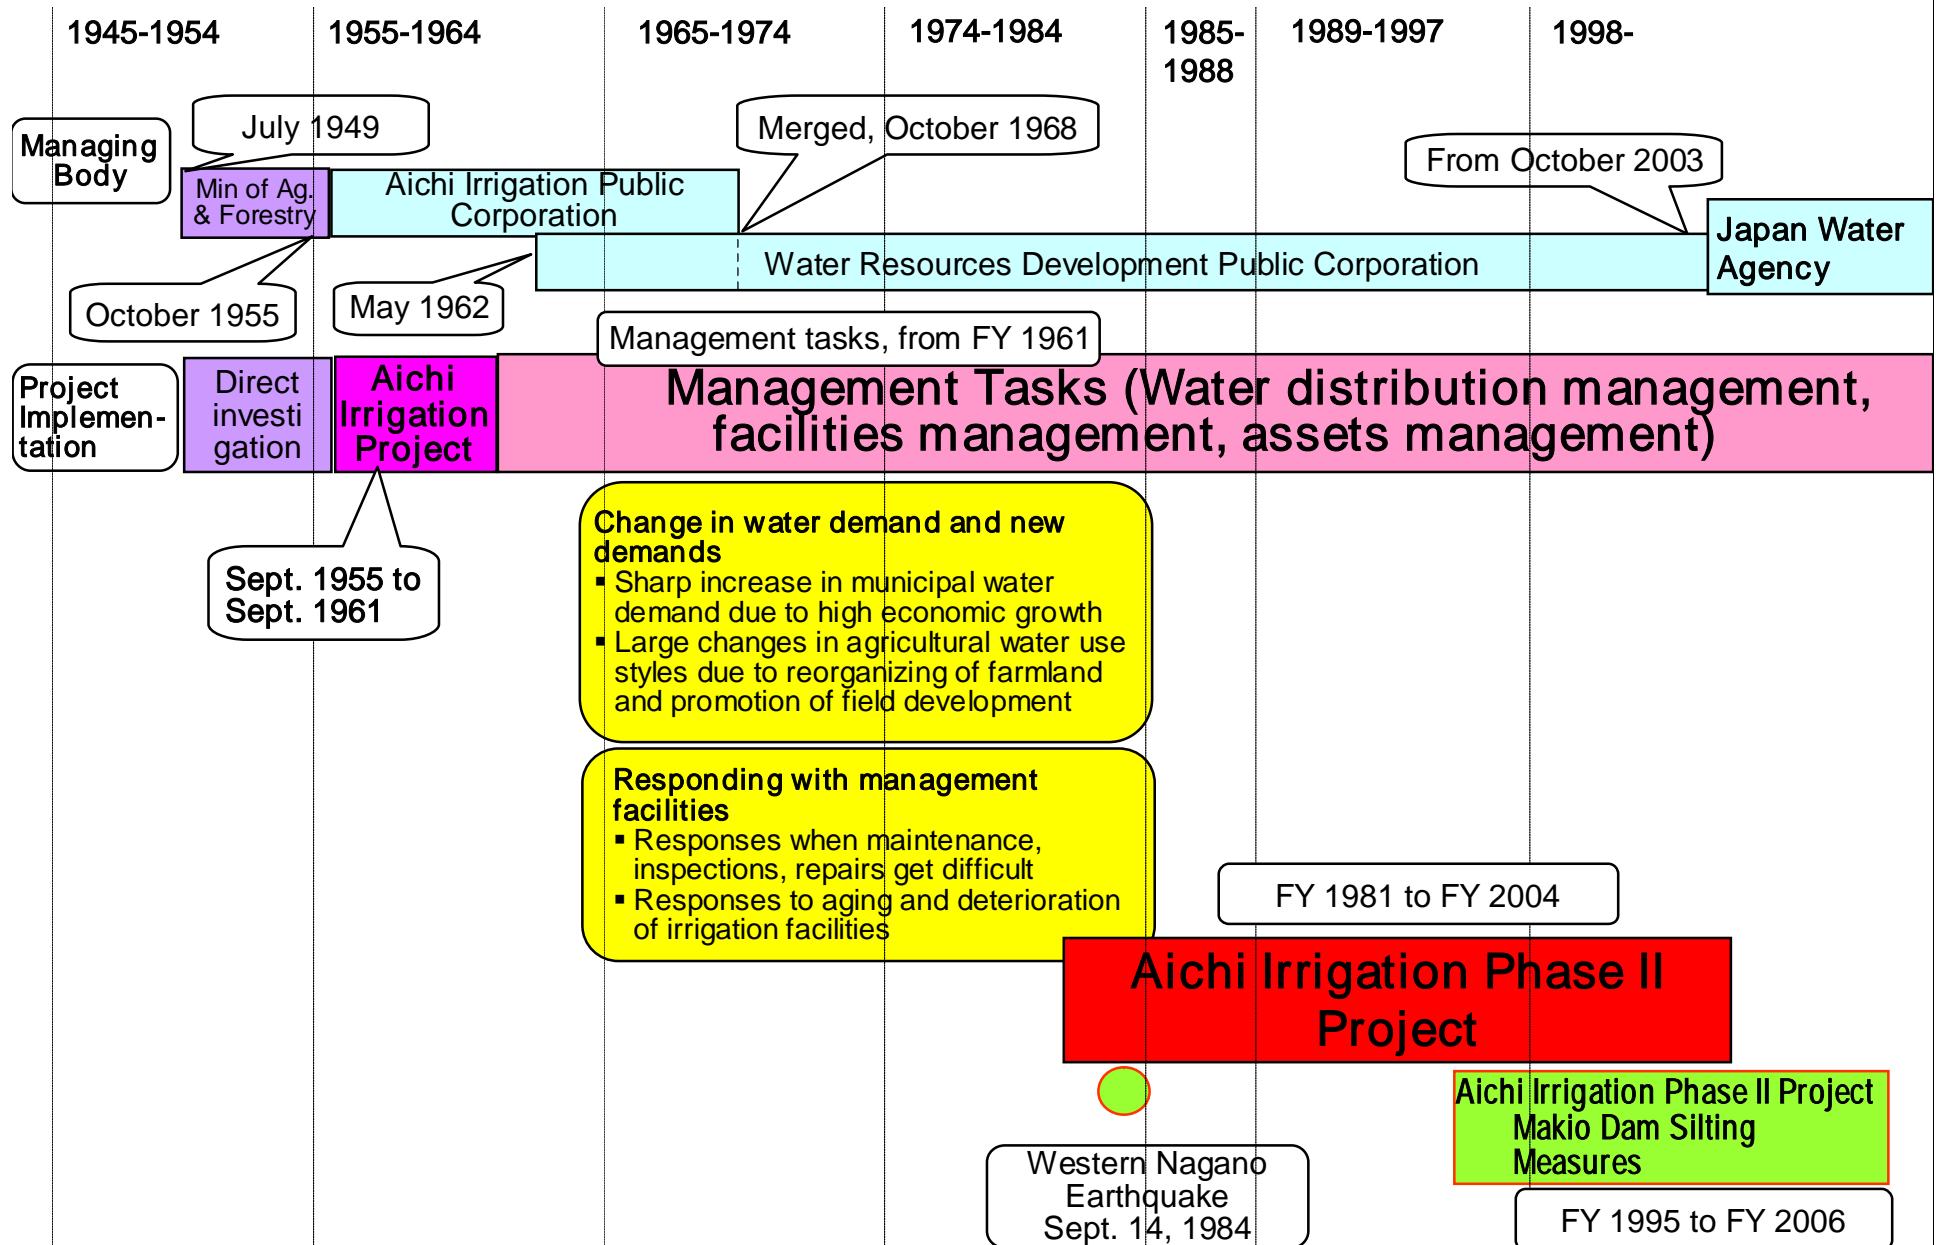 1945-1954
1955-1964
1965-1974
1974-1984
1985-
1988
1989-1997
1998-
Managing
Body
July 1949
Merged, October 1968
From October 2003
Min of Ag.
& Forestry
Aichi Irrigation Public
Corporation
Water Resources Development Public Corporation
Japan Water
Agency
October 1955
May 1962
Management tasks, from FY 1961
Project
Implemen-
tation
Direct
investi
gation
Aichi
Irrigation
Project
Management Tasks (Water distribution management,
facilities management, assets management)
Sept. 1955 to
Sept. 1961
Change in water demand and new
demands
▪ Sharp increase in municipal water
demand due to high economic growth
▪ Large changes in agricultural water use
styles due to reorganizing of farmland
and promotion of field development
Responding with management
facilities
▪ Responses when maintenance,
inspections, repairs get difficult
▪ Responses to aging and deterioration
of irrigation facilities
FY 1981 to FY 2004
Aichi Irrigation Phase II
Project
Aichi Irrigation Phase II Project
Makio Dam Silting
Measures
Western Nagano
Earthquake
Sept. 14, 1984
FY 1995 to FY 2006